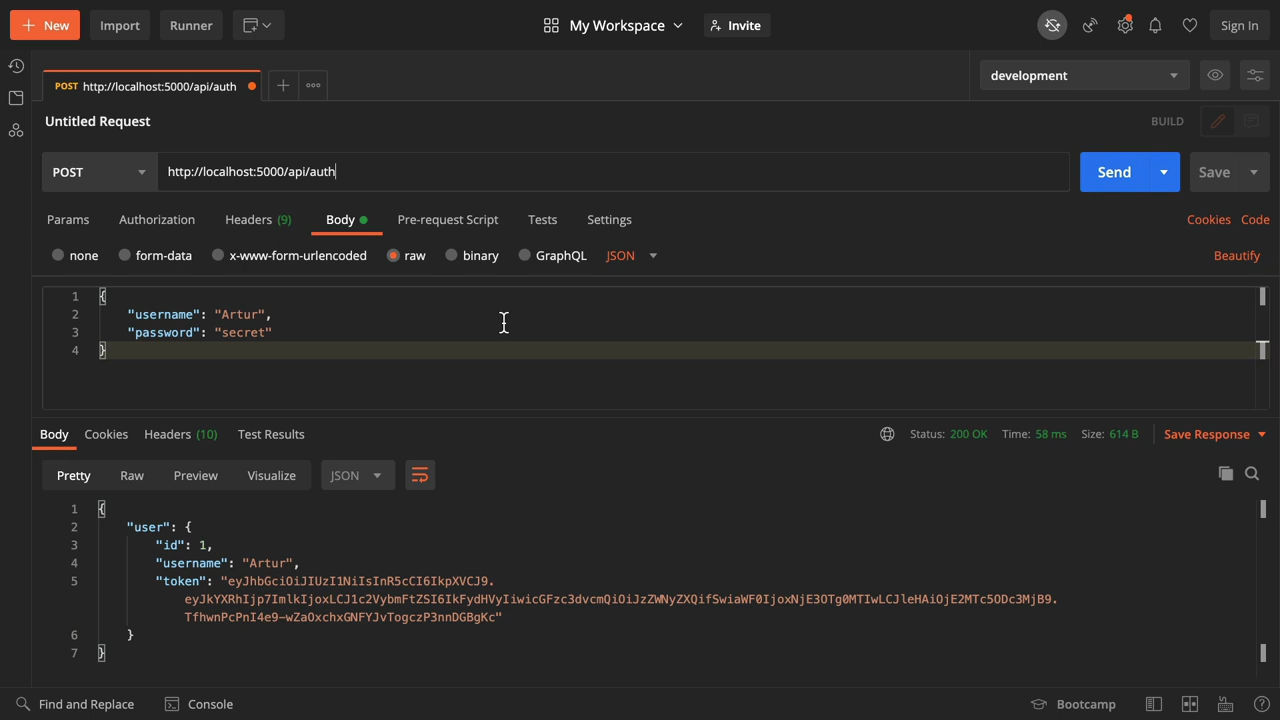 New Import Runner My Workspace Invite Sign In
POST http://localhost:5000/api/auth development
Untitled Request BUILD
POST http://localhost:5000/api/auth Send Save
Params Authorization Headers (9) Body Pre-request Script Tests Settings Cookies Code
none form-data x-www-form-urlencoded raw binary GraphQL JSON Beautify
1 {
2 "username": "Artur",
3 "password": "secret"
4 }
Body Cookies Headers (10) Test Results Status: 200 OK Time: 58 ms Size: 614 B Save Response
Pretty Raw Preview Visualize JSON
1 {
2 "user": {
3 "id": 1,
4 "username": "Artur",
5 "token": "eyJhbGciOiJIUzI1NiIsInR5cCI6IkpXVCJ9.
eyJkYXRhIjp7ImlkIjoxLCJ1c2VybmFtZSI6IkFydHVyIiwicGFzc3dvcmQiOiJzZWNyZXQifSwiaWF0IjoxNjE3OTg0MTIwLCJleHAiOjE2MTc5ODc3MjB9.
TfhwnPcPnI4e9-wZaOxchxGNFYJvTogczP3nnDGBgKc"
6 }
7 }
Find and Replace Console Bootcamp